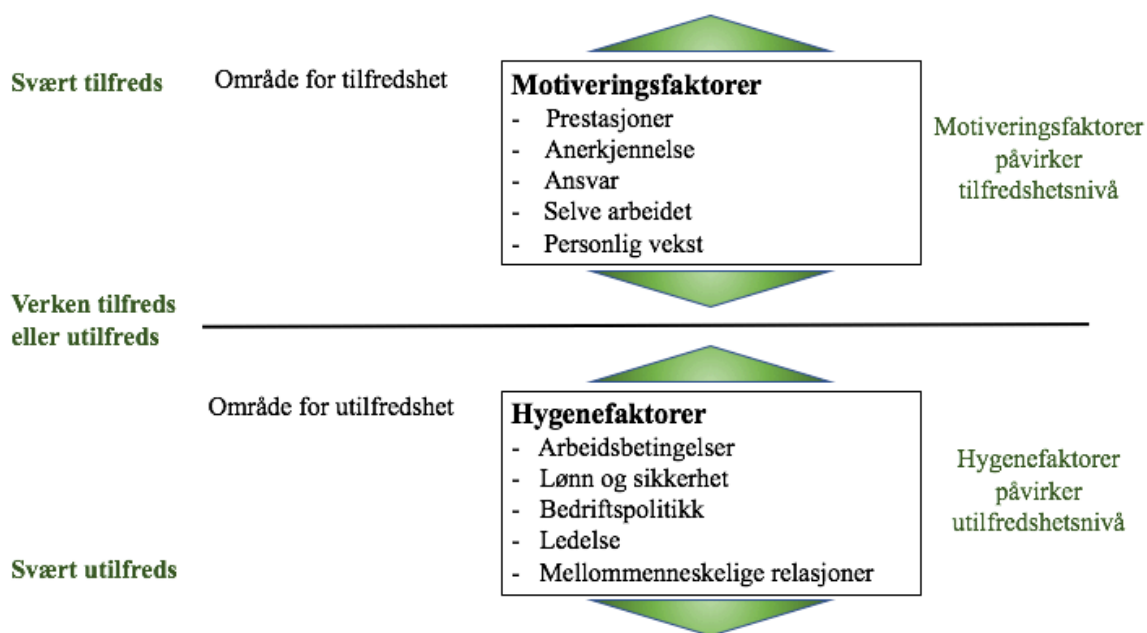 Svært tilfreds
Område for tilfredshet
Motiveringsfaktorer
- Prestasjoner
- Anerkjennelse
- Ansvar
- Selve arbeidet
- Personlig vekst
Motiveringsfaktorer
påvirker
tilfredshetsnivå
Verken tilfreds
eller utilfreds
Område for utilfredshet
Hygenefaktorer
- Arbeidsbetingelser
- Lønn og sikkerhet
- Bedriftspolitikk
- Ledelse
- Mellommenneskelige relasjoner
Hygenefaktorer
påvirker
utilfredshetsnivå
Svært utilfreds